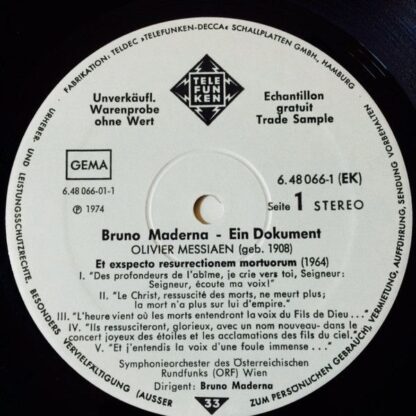 FABRIKATION: TELDEC »TELEFUNKEN-DECCA« SCHALLPLATTEN GMBH., HAMBURG
URHEBER- UND LEISTUNGSSCHUTZRECHTE.
BESONDERS VERVIELFÄLTIGUNG (AUSSER
ZUM PERSÖNLICHEN GEBRAUCH), VERMIETUNG, AUFFÜHRUNG, SENDUNG VORBEHALTEN
TELE
FUN
KEN
Unverkäufl.
Warenprobe
ohne Wert
Echantillon
gratuit
Trade Sample
GEMA
6.48 066-01-1
℗ 1974
6.48 066-1 (EK)
Seite 1 STEREO
Bruno Maderna - Ein Dokument
OLIVIER MESSIAEN (geb. 1908)
Et exspecto resurrectionem mortuorum (1964)
I. "Des profondeurs de l'abîme, je crie vers toi, Seigneur:
Seigneur, écoute ma voix!"
II. "Le Christ, ressuscité des morts, ne meurt plus;
la mort n'a plus sur lui d'empire."
III. "L'heure vient où les morts entendront la voix du Fils de Dieu ..."
IV. "Ils ressusciteront, glorieux, avec un nom nouveau- dans le
concert joyeux des étoiles et les acclamations des fils du ciel."
V. "Et j'entendis la voix d'une foule immense ..."
Symphonieorchester des Österreichischen
Rundfunks (ORF) Wien
Dirigent: Bruno Maderna
33